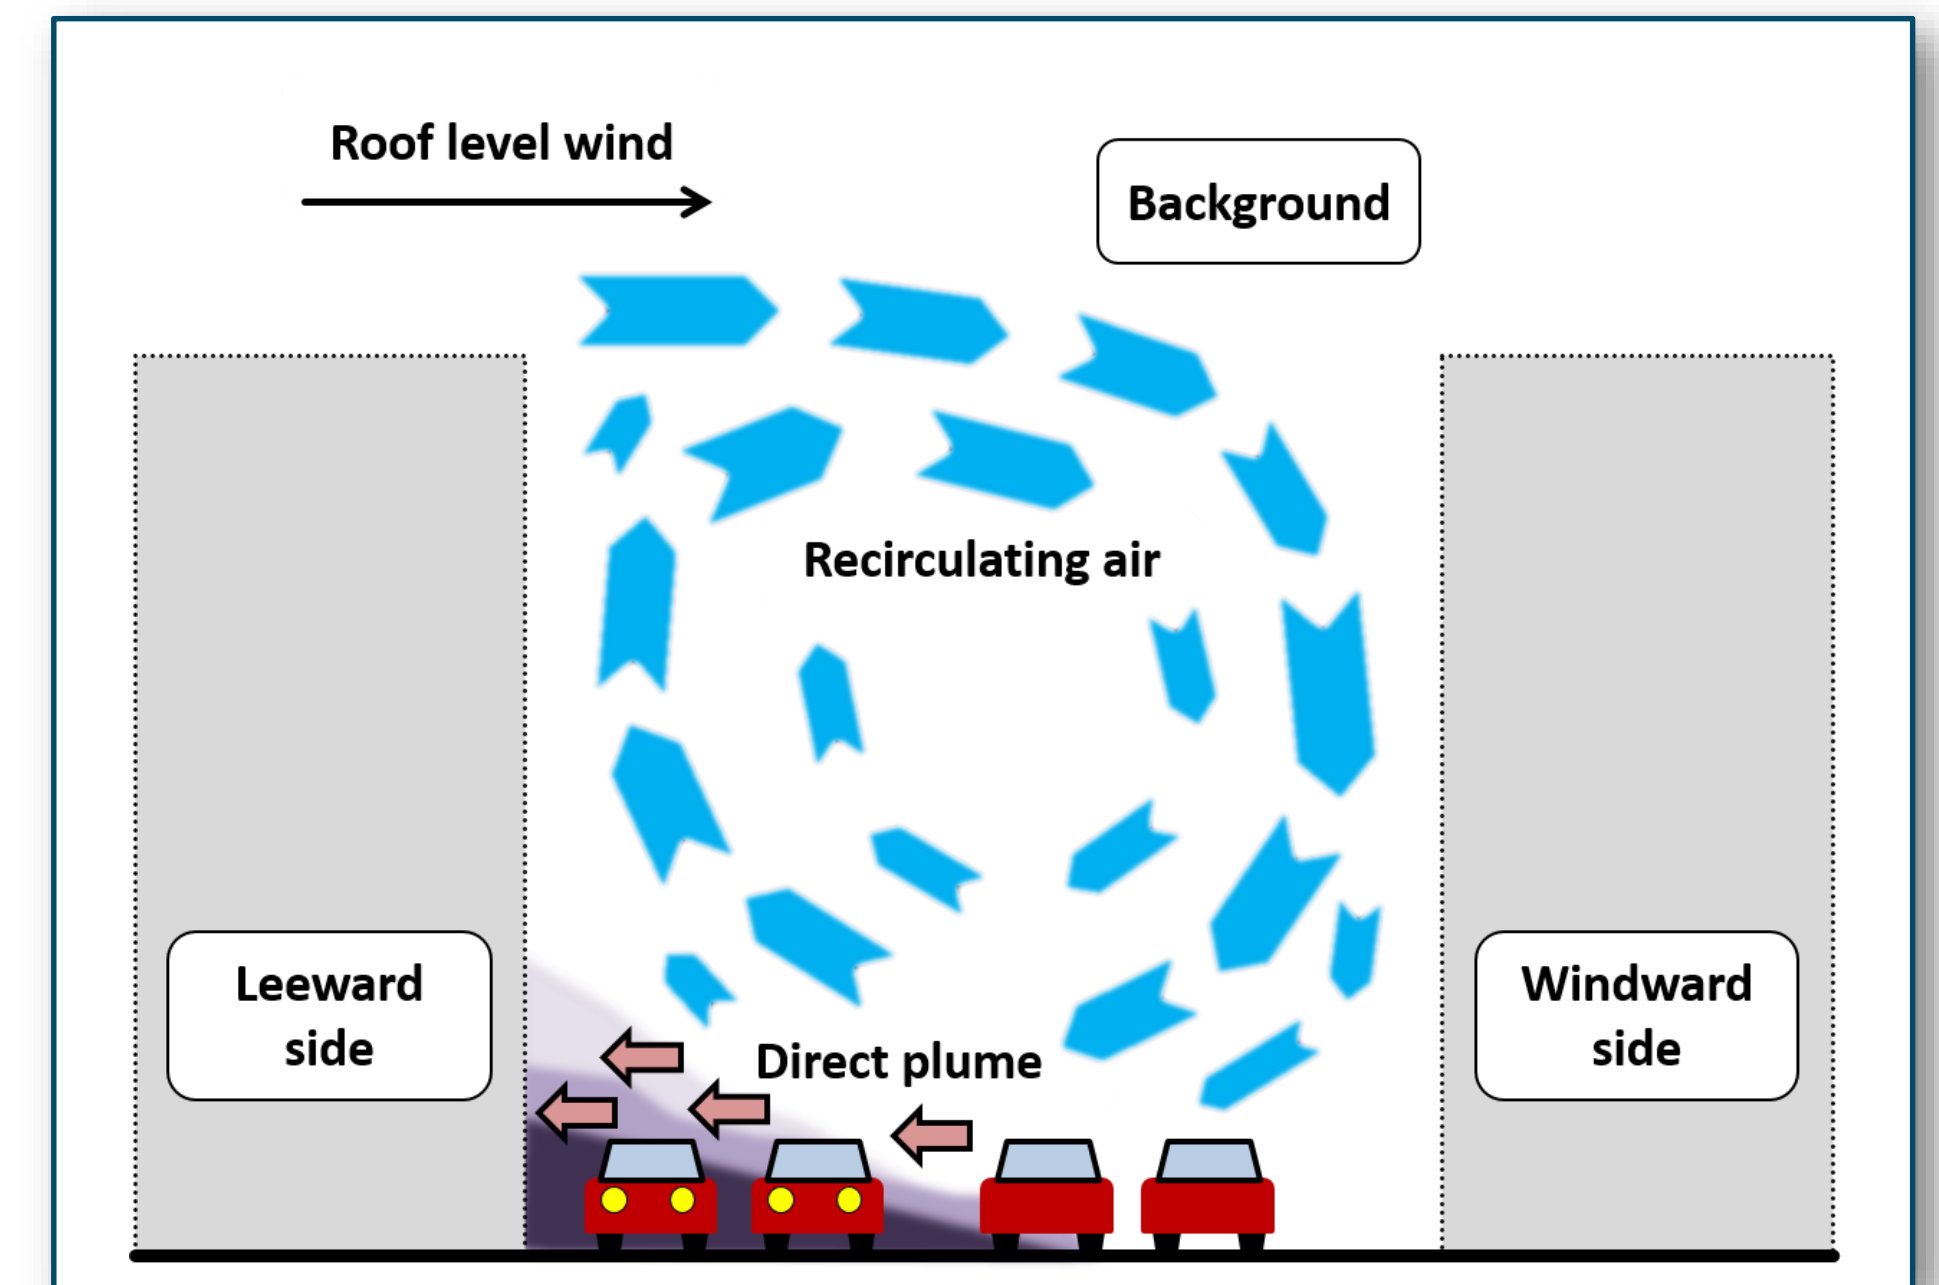 Roof level wind
Background
Recirculating air
Leeward
side
Windward
side
Direct plume